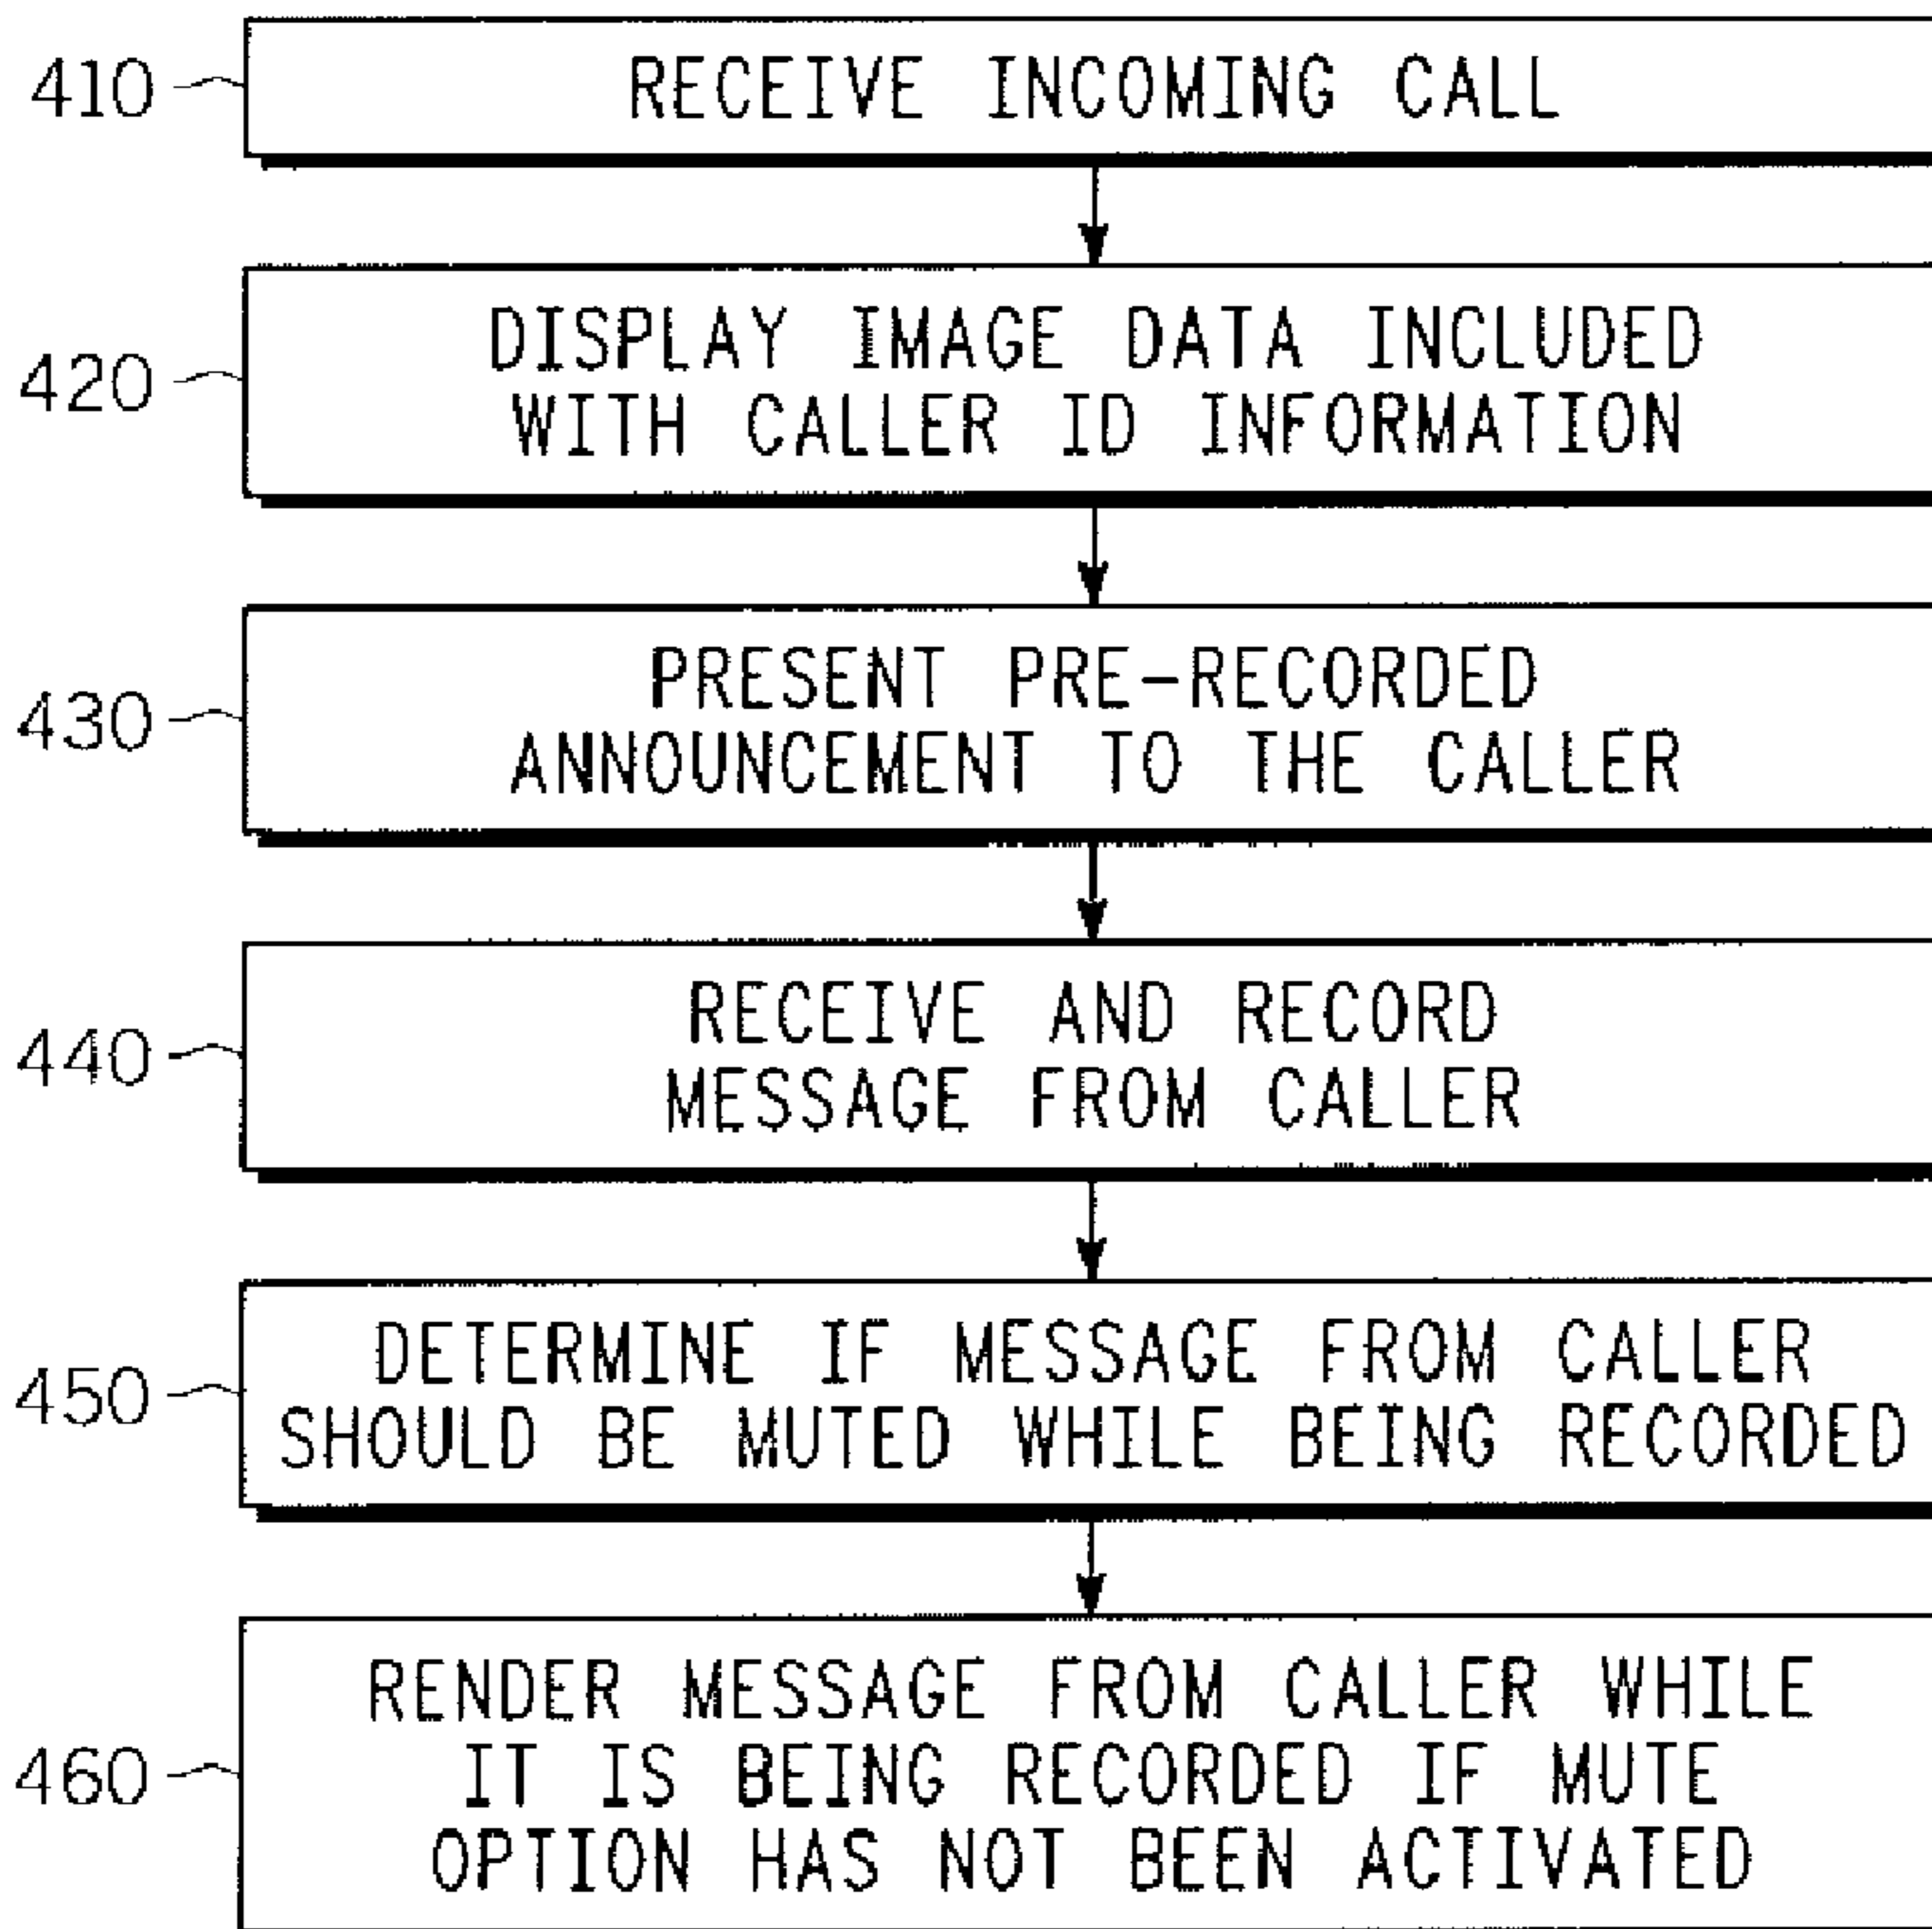 410
RECEIVE INCOMING CALL
420
DISPLAY IMAGE DATA INCLUDED
WITH CALLER ID INFORMATION
430
PRESENT PRE-RECORDED
ANNOUNCEMENT TO THE CALLER
440
RECEIVE AND RECORD
MESSAGE FROM CALLER
450
DETERMINE IF MESSAGE FROM CALLER
SHOULD BE MUTED WHILE BEING RECORDED
460
RENDER MESSAGE FROM CALLER WHILE
IT IS BEING RECORDED IF MUTE
OPTION HAS NOT BEEN ACTIVATED